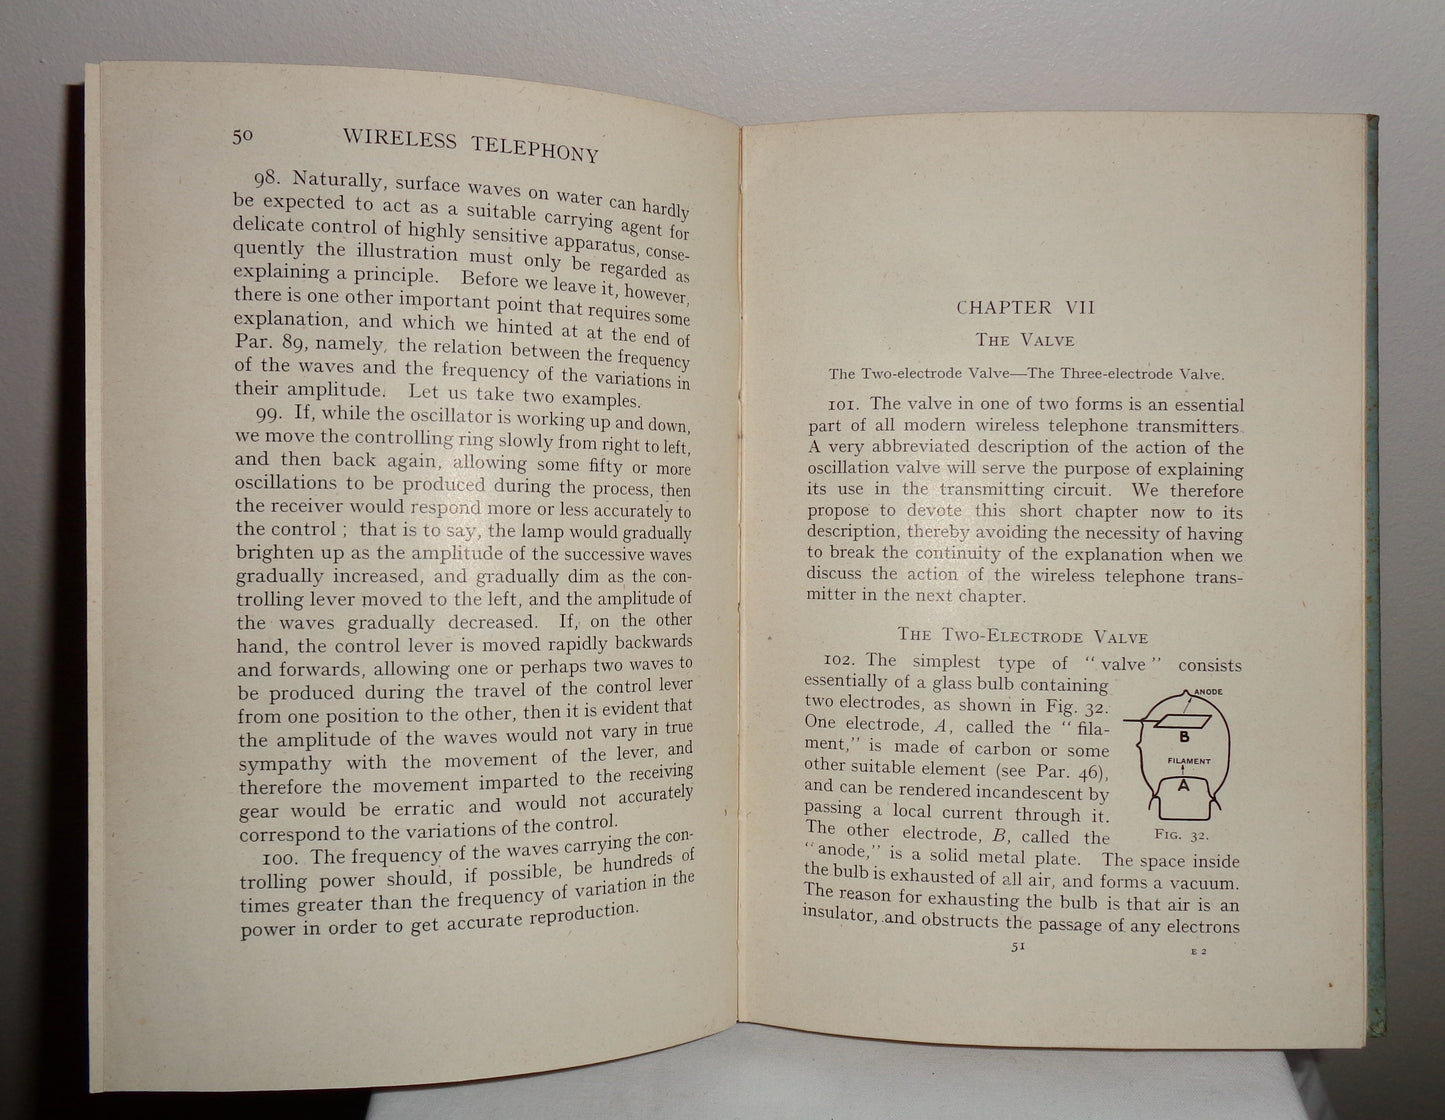 50 WIRELESS TELEPHONY
98. Naturally, surface waves on water can hardly
be expected to act as a suitable carrying agent for
delicate control of highly sensitive apparatus, conse-
quently the illustration must only be regarded as
explaining a principle. Before we leave it, however,
there is one other important point that requires some
explanation, and which we hinted at at the end of
Par. 89, namely, the relation between the frequency
of the waves and the frequency of the variations in
their amplitude. Let us take two examples.
99. If, while the oscillator is working up and down,
we move the controlling ring slowly from right to left,
and then back again, allowing some fifty or more
oscillations to be produced during the process, then
the receiver would respond more or less accurately to
the control ; that is to say, the lamp would gradually
brighten up as the amplitude of the successive waves
gradually increased, and gradually dim as the con-
trolling lever moved to the left, and the amplitude of
the waves gradually decreased. If, on the other
hand, the control lever is moved rapidly backwards
and forwards, allowing one or perhaps two waves to
be produced during the travel of the control lever
from one position to the other, then it is evident that
the amplitude of the waves would not vary in true
sympathy with the movement of the lever, and
therefore the movement imparted to the receiving
gear would be erratic and would not accurately
correspond to the variations of the control.
100. The frequency of the waves carrying the con-
trolling power should, if possible, be hundreds of
times greater than the frequency of variation in the
power in order to get accurate reproduction.
CHAPTER VII
THE VALVE
The Two-electrode Valve—The Three-electrode Valve.
101. The valve in one of two forms is an essential
part of all modern wireless telephone transmitters.
A very abbreviated description of the action of the
oscillation valve will serve the purpose of explaining
its use in the transmitting circuit. We therefore
propose to devote this short chapter now to its
description, thereby avoiding the necessity of having
to break the continuity of the explanation when we
discuss the action of the wireless telephone trans-
mitter in the next chapter.
THE TWO-ELECTRODE VALVE
102. The simplest type of “ valve ” consists
essentially of a glass bulb containing
two electrodes, as shown in Fig. 32.
One electrode, A, called the “ fila-
ment,” is made of carbon or some
other suitable element (see Par. 46),
and can be rendered incandescent by
passing a local current through it.
The other electrode, B, called the
“ anode,” is a solid metal plate. The space inside
the bulb is exhausted of all air, and forms a vacuum.
The reason for exhausting the bulb is that air is an
insulator, and obstructs the passage of any electrons
ANODE
B
FILAMENT
A
FIG. 32.
51
E 2